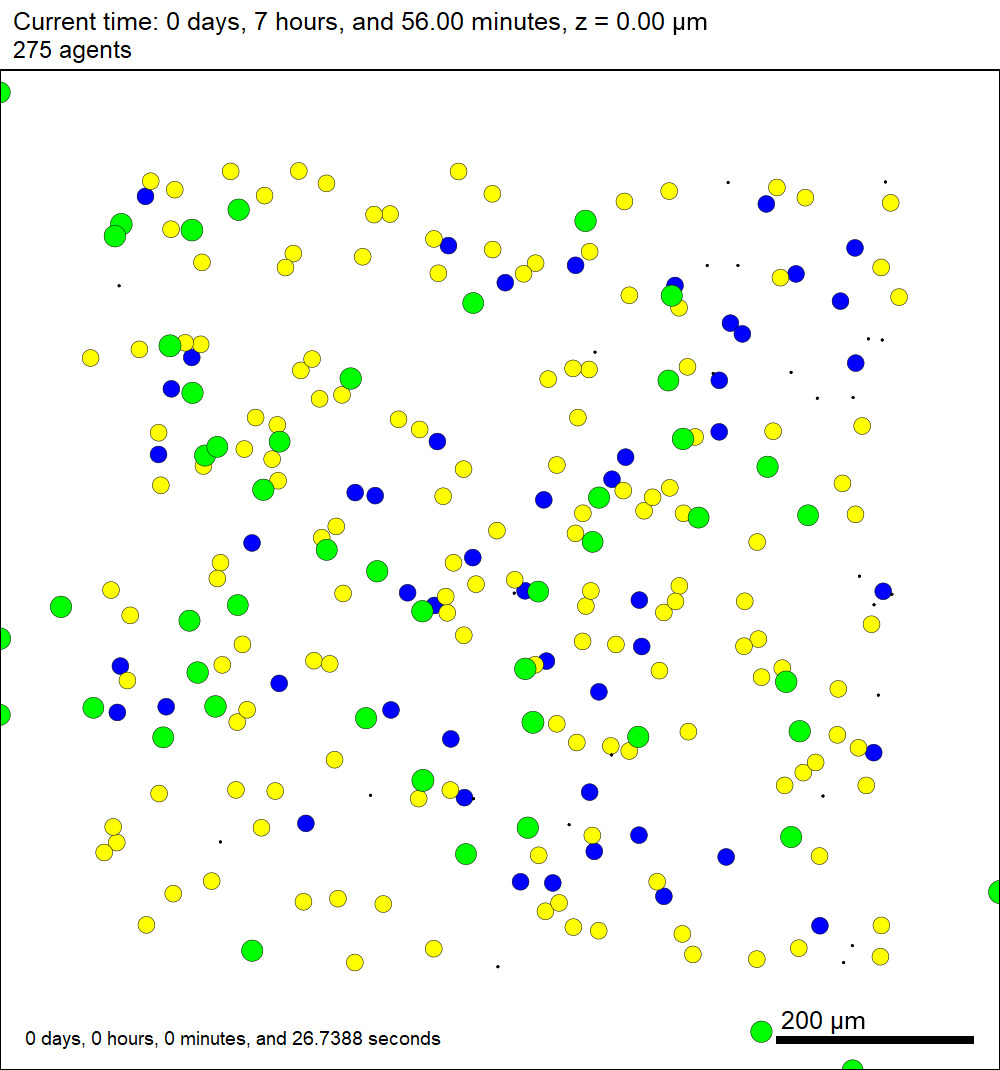 Current time: 0 days, 7 hours, and 56.00 minutes, z = 0.00 µm
275 agents
200 µm
0 days, 0 hours, 0 minutes, and 26.7388 seconds